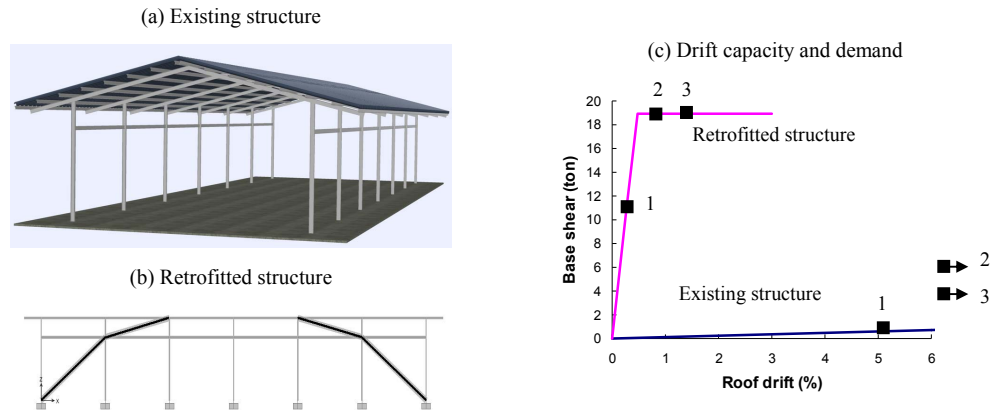 (a) Existing structure
(b) Retrofitted structure
Z
X
(c) Drift capacity and demand
Base shear (ton)
20
18
16
14
12
10
8
6
4
2
0
2 3
Retrofitted structure
1
Existing structure
1
2
3
0 1 2 3 4 5 6
Roof drift (%)